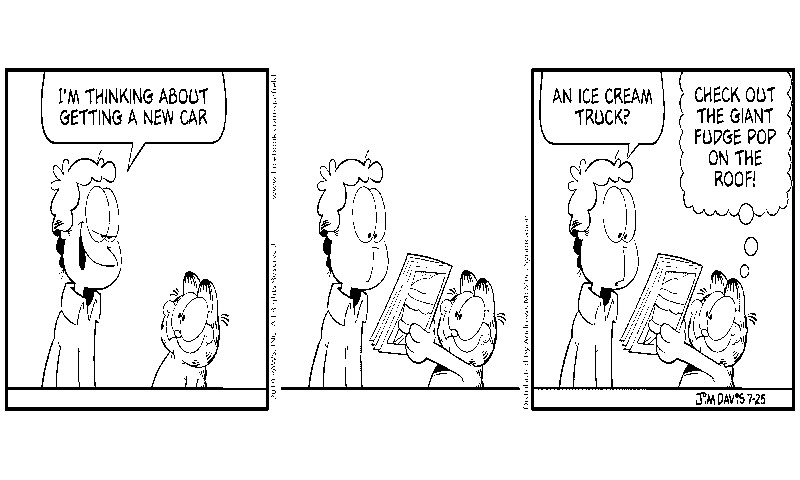 I'M THINKING ABOUT
GETTING A NEW CAR
AN ICE CREAM
TRUCK?
CHECK OUT
THE GIANT
FUDGE POP
ON THE
ROOF!
JIM DAVIS 7-25